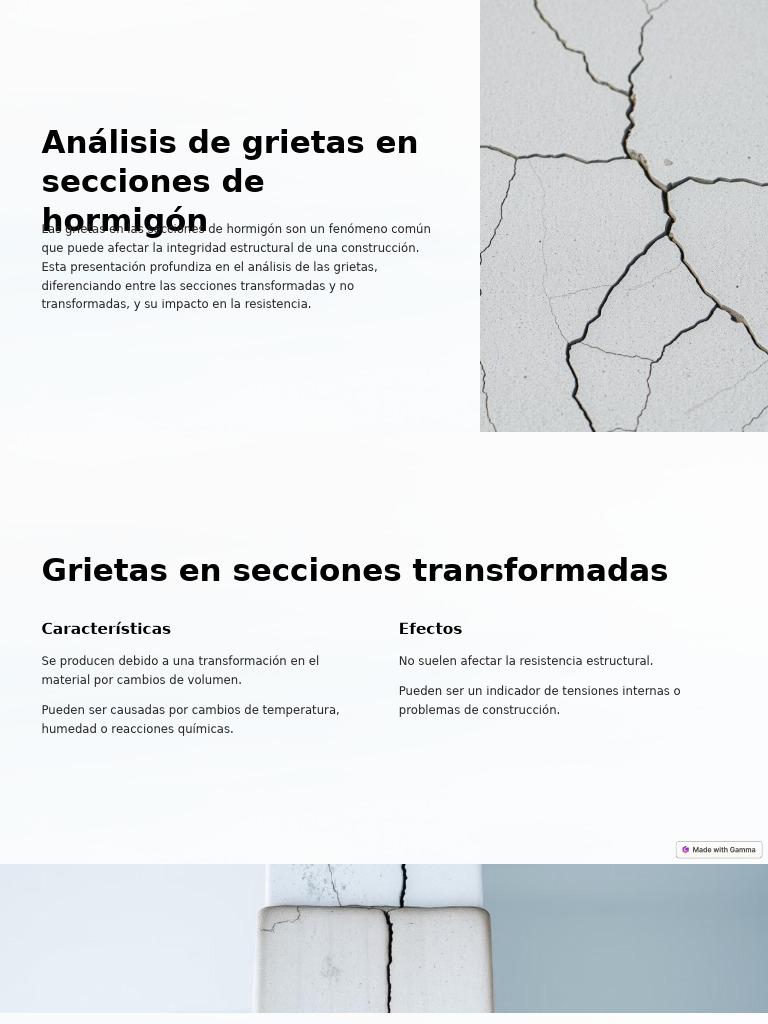 Análisis de grietas en
secciones de
hormigón
Las grietas en las secciones de hormigón son un fenómeno común
que puede afectar la integridad estructural de una construcción.
Esta presentación profundiza en el análisis de las grietas,
diferenciando entre las secciones transformadas y no
transformadas, y su impacto en la resistencia.
Grietas en secciones transformadas
Características
Se producen debido a una transformación en el
material por cambios de volumen.
Pueden ser causadas por cambios de temperatura,
humedad o reacciones químicas.
Efectos
No suelen afectar la resistencia estructural.
Pueden ser un indicador de tensiones internas o
problemas de construcción.
Made with Gamma